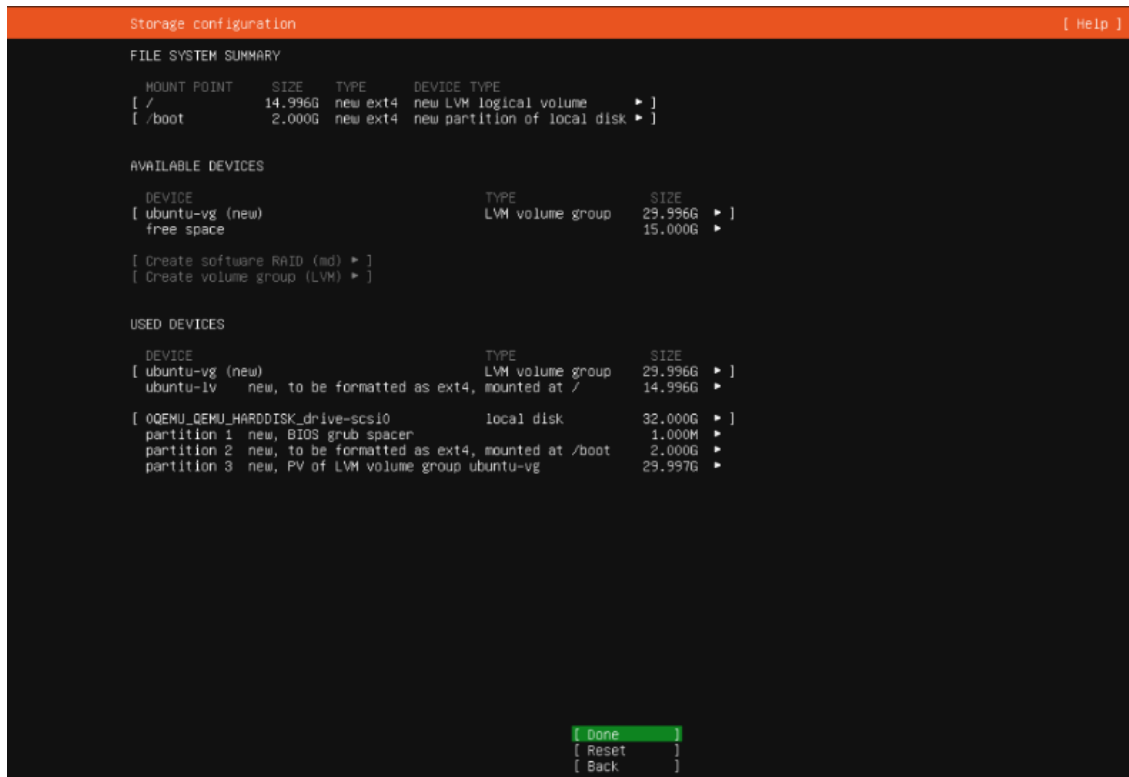 Storage configuration [ Help ]
FILE SYSTEM SUMMARY
MOUNT POINT SIZE TYPE DEVICE TYPE
[ / 14.996G new ext4 new LVM logical volume ▸ ]
[ /boot 2.000G new ext4 new partition of local disk ▸ ]
AVAILABLE DEVICES
DEVICE TYPE SIZE
[ ubuntu-vg (new) LVM volume group 29.996G ▸ ]
free space 15.000G ▸
[ Create software RAID (md) ▸ ]
[ Create volume group (LVM) ▸ ]
USED DEVICES
DEVICE TYPE SIZE
[ ubuntu-vg (new) LVM volume group 29.996G ▸ ]
ubuntu-lv new, to be formatted as ext4, mounted at / 14.996G ▸
[ 0QEMU_QEMU_HARDDISK_drive-scsi0 local disk 32.000G ▸ ]
partition 1 new, BIOS grub spacer 1.000M ▸
partition 2 new, to be formatted as ext4, mounted at /boot 2.000G ▸
partition 3 new, PV of LVM volume group ubuntu-vg 29.997G ▸
[ Done ]
[ Reset ]
[ Back ]